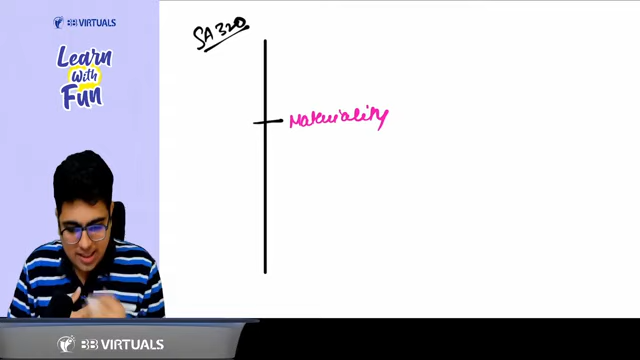 BB VIRTUALS
Learn
With
Fun
SA 320
Materiality
BB VIRTUALS